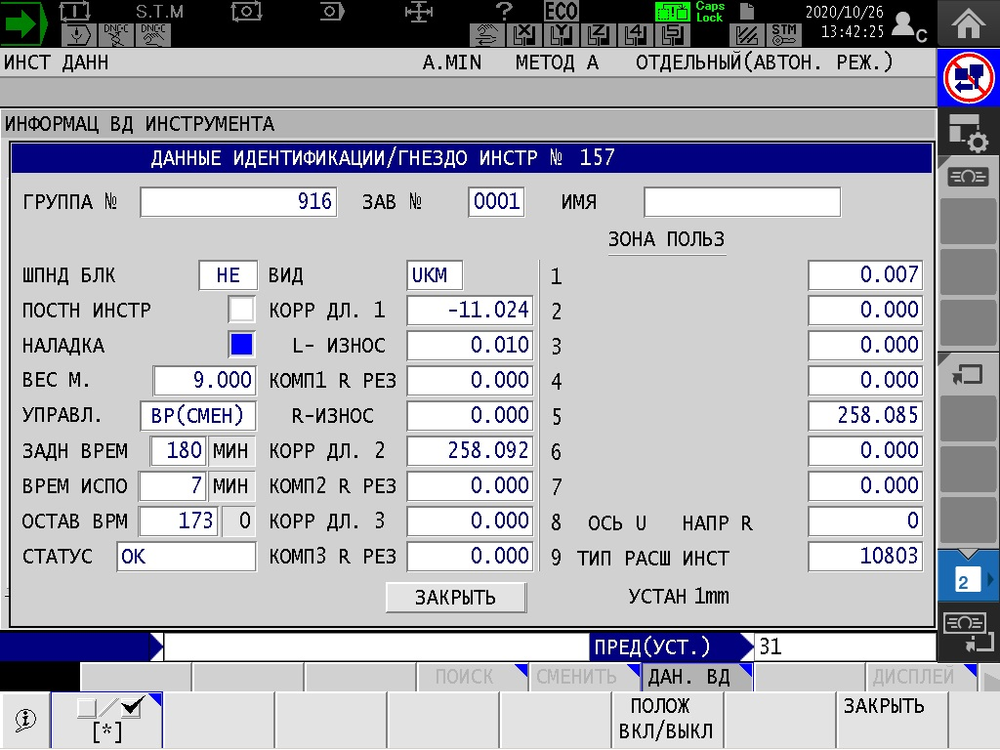 S.T.M ? ECO Caps Lock 2020/10/26
DNC-C DNC-C X Y Z 4 5 STM 13:42:25 C
ИНСТ ДАНН A.MIN МЕТОД A ОТДЕЛЬНЫЙ(АВТОН. РЕЖ.)
ИНФОРМАЦ ВД ИНСТРУМЕНТА
ДАННЫЕ ИДЕНТИФИКАЦИИ/ГНЕЗДО ИНСТР № 157
ГРУППА № 916 ЗАВ № 0001 ИМЯ
ЗОНА ПОЛЬЗ
ШПНД БЛК НЕ ВИД UKM 1 0.007
ПОСТН ИНСТР КОРР ДЛ. 1 -11.024 2 0.000
НАЛАДКА L- ИЗНОС 0.010 3 0.000
ВЕС М. 9.000 КОМП1 R РЕЗ 0.000 4 0.000
УПРАВЛ. ВР(СМЕН) R-ИЗНОС 0.000 5 258.085
ЗАДН ВРЕМ 180 МИН КОРР ДЛ. 2 258.092 6 0.000
ВРЕМ ИСПО 7 МИН КОМП2 R РЕЗ 0.000 7 0.000
ОСТАВ ВРМ 173 0 КОРР ДЛ. 3 0.000 8 ОСЬ U НАПР R 0
СТАТУС OK КОМП3 R РЕЗ 0.000 9 ТИП РАСШ ИНСТ 10803
ЗАКРЫТЬ УСТАН 1mm
2
ПРЕД(УСТ.) 31
ПОИСК СМЕНИТЬ ДАН. ВД ДИСПЛЕЙ
[*] ПОЛОЖ ВКЛ/ВЫКЛ ЗАКРЫТЬ